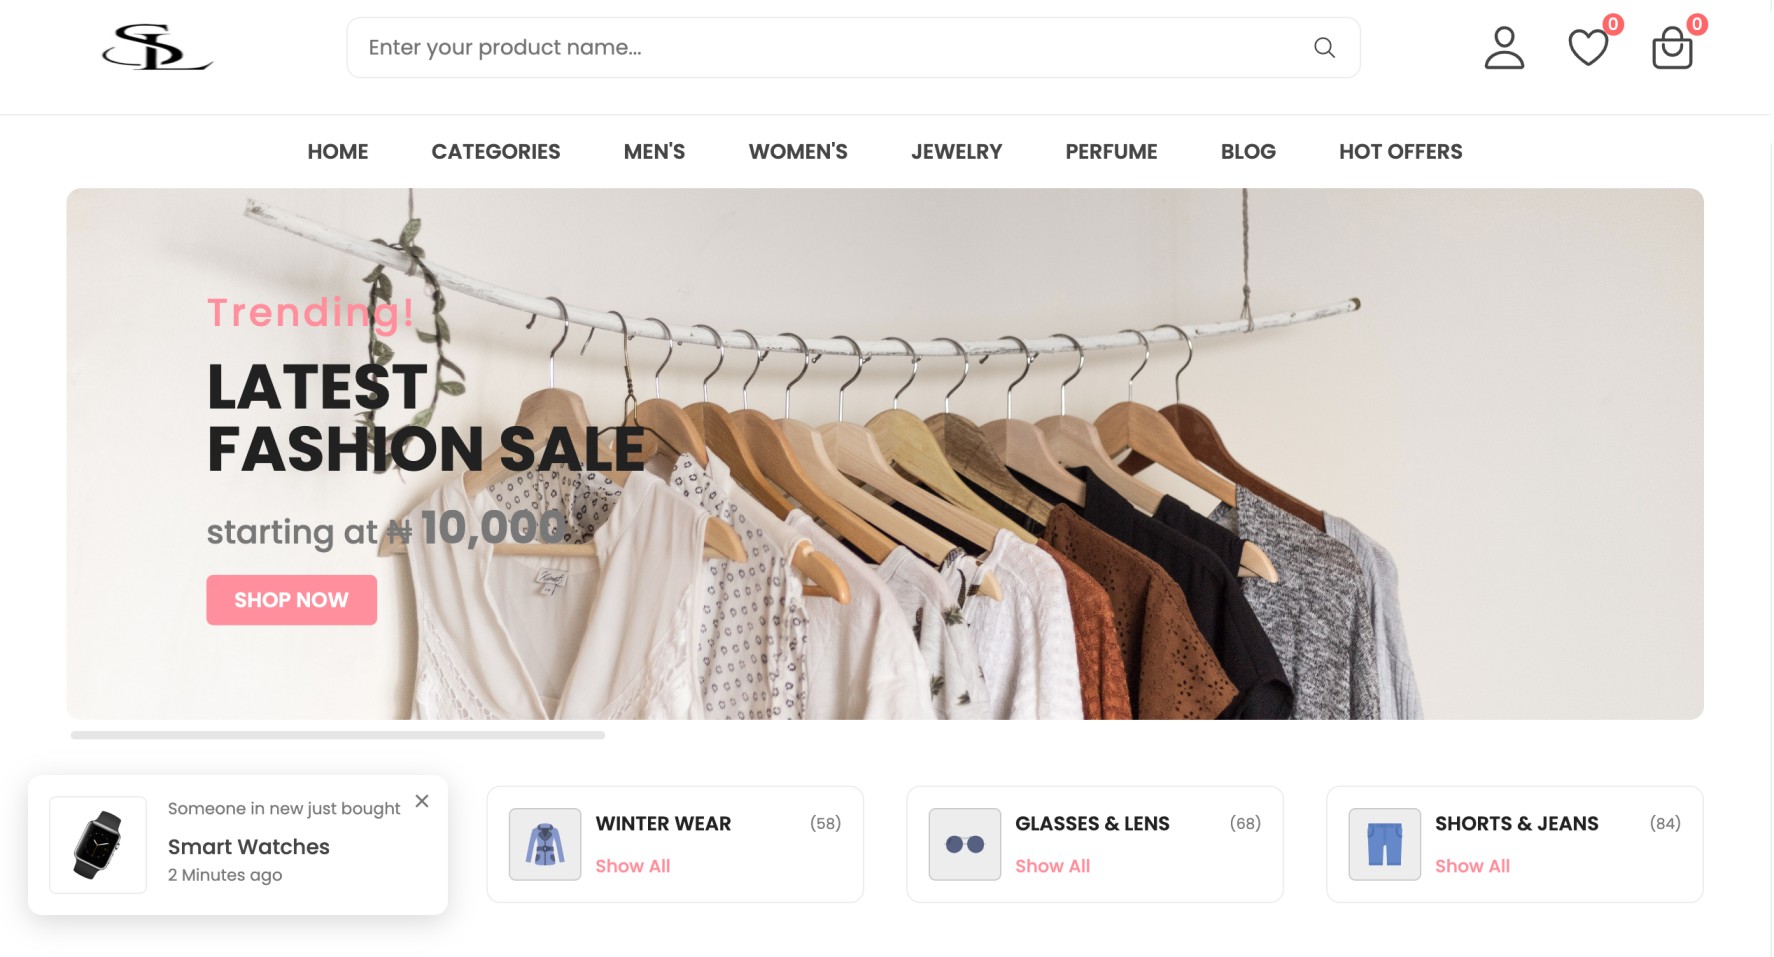 Enter your product name...
0
0
HOME CATEGORIES MEN'S WOMEN'S JEWELRY PERFUME BLOG HOT OFFERS
Trending!
LATEST
FASHION SALE
starting at ₦ 10,000
SHOP NOW
Someone in new just bought
Smart Watches
2 Minutes ago
WINTER WEAR (58)
Show All
GLASSES & LENS (68)
Show All
SHORTS & JEANS (84)
Show All